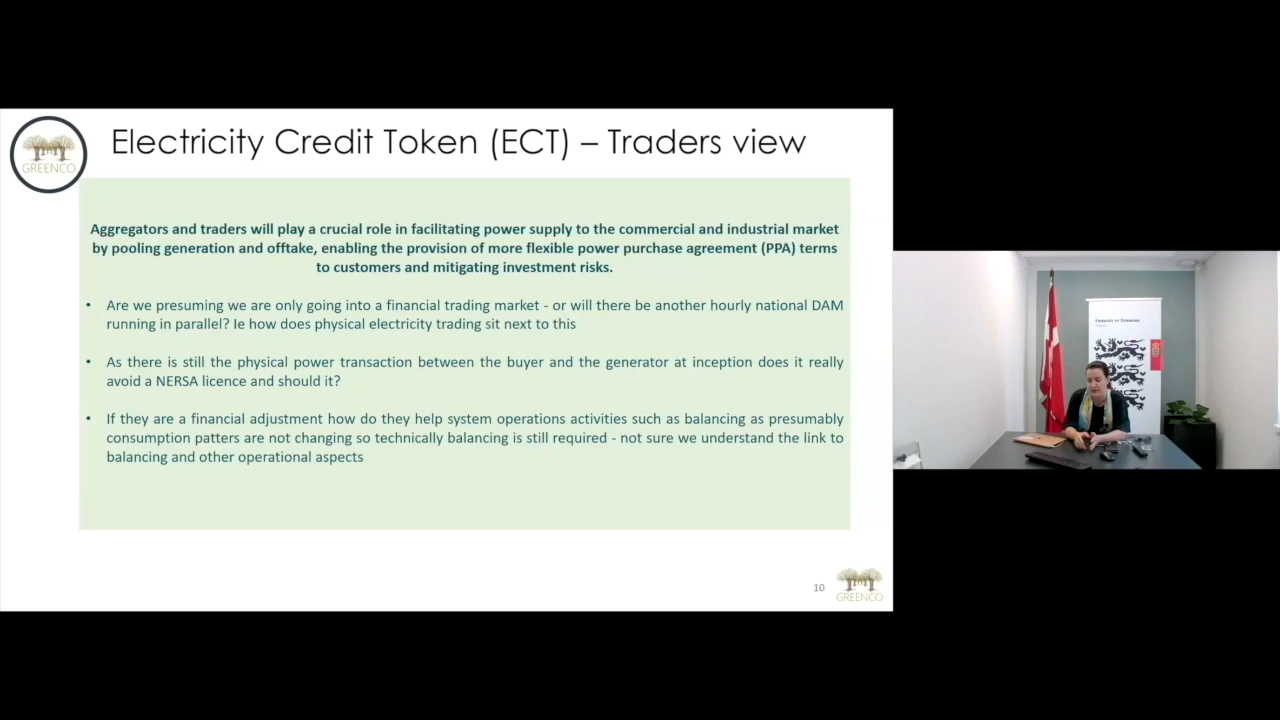 Electricity Credit Token (ECT) – Traders view
GREENCO
Aggregators and traders will play a crucial role in facilitating power supply to the commercial and industrial market
by pooling generation and offtake, enabling the provision of more flexible power purchase agreement (PPA) terms
to customers and mitigating investment risks.
• Are we presuming we are only going into a financial trading market - or will there be another hourly national DAM
running in parallel? Ie how does physical electricity trading sit next to this
• As there is still the physical power transaction between the buyer and the generator at inception does it really
avoid a NERSA licence and should it?
• If they are a financial adjustment how do they help system operations activities such as balancing as presumably
consumption patters are not changing so technically balancing is still required - not sure we understand the link to
balancing and other operational aspects
10
GREENCO
EMBASSY OF DENMARK